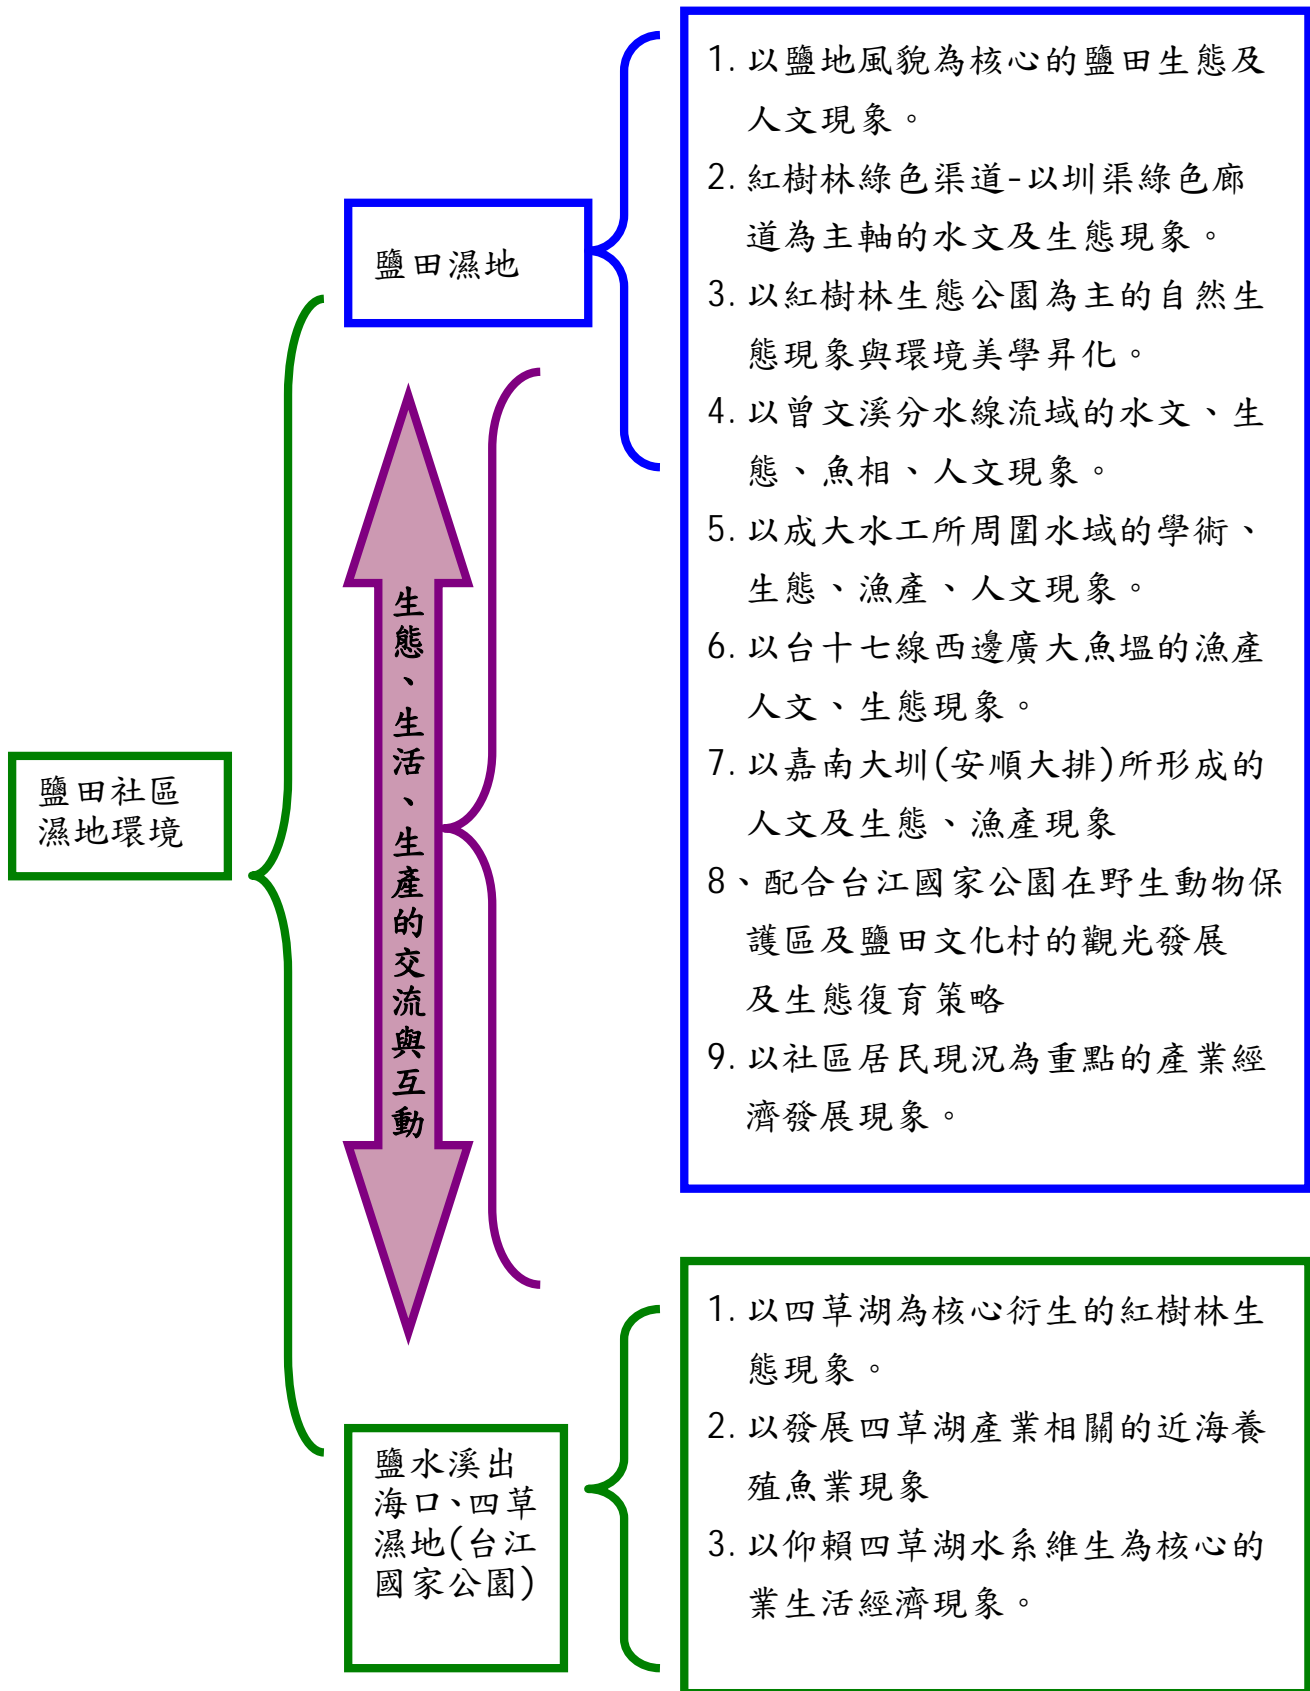 鹽田社區
濕地環境
鹽田濕地
生態、生活、生產的交流與互動
鹽水溪出
海口、四草
濕地(台江
國家公園)
1. 以鹽地風貌為核心的鹽田生態及
人文現象。
2. 紅樹林綠色渠道-以圳渠綠色廊
道為主軸的水文及生態現象。
3. 以紅樹林生態公園為主的自然生
態現象與環境美學昇化。
4. 以曾文溪分水線流域的水文、生
態、魚相、人文現象。
5. 以成大水工所周圍水域的學術、
生態、漁產、人文現象。
6. 以台十七線西邊廣大魚塭的漁產
人文、生態現象。
7. 以嘉南大圳(安順大排)所形成的
人文及生態、漁產現象
8、配合台江國家公園在野生動物保
護區及鹽田文化村的觀光發展
及生態復育策略
9. 以社區居民現況為重點的產業經
濟發展現象。
1. 以四草湖為核心衍生的紅樹林生
態現象。
2. 以發展四草湖產業相關的近海養
殖魚業現象
3. 以仰賴四草湖水系維生為核心的
業生活經濟現象。